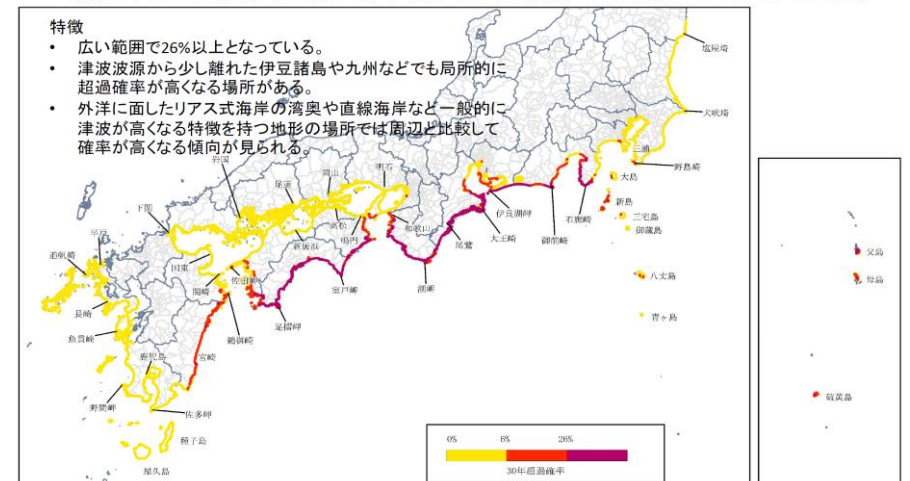 特徴
• 広い範囲で26%以上となっている。
• 津波波源から少し離れた伊豆諸島や九州などでも局所的に
超過確率が高くなる場所がある。
• 外洋に面したリアス式海岸の湾奥や直線海岸など一般的に
津波が高くなる特徴を持つ地形の場所では周辺と比較して
確率が高くなる傾向が見られる。
塩屋埼
犬吠埼
三浦
野島崎
大島
新島
三宅島
御蔵島
八丈島
青ヶ島
石廊崎
御前崎
伊良湖岬
大王崎
尾鷲
潮岬
和歌山
明石
岡山
尾道
岩国
下関
高松
鳴門
新居浜
室戸岬
足摺岬
佐田岬
国東
関崎
鶴御崎
宮崎
平戸
道帆崎
長崎
魚貫崎
鹿児島
野間岬
佐多岬
種子島
屋久島
父島
母島
硫黄島
0% 6% 26%
30年超過確率